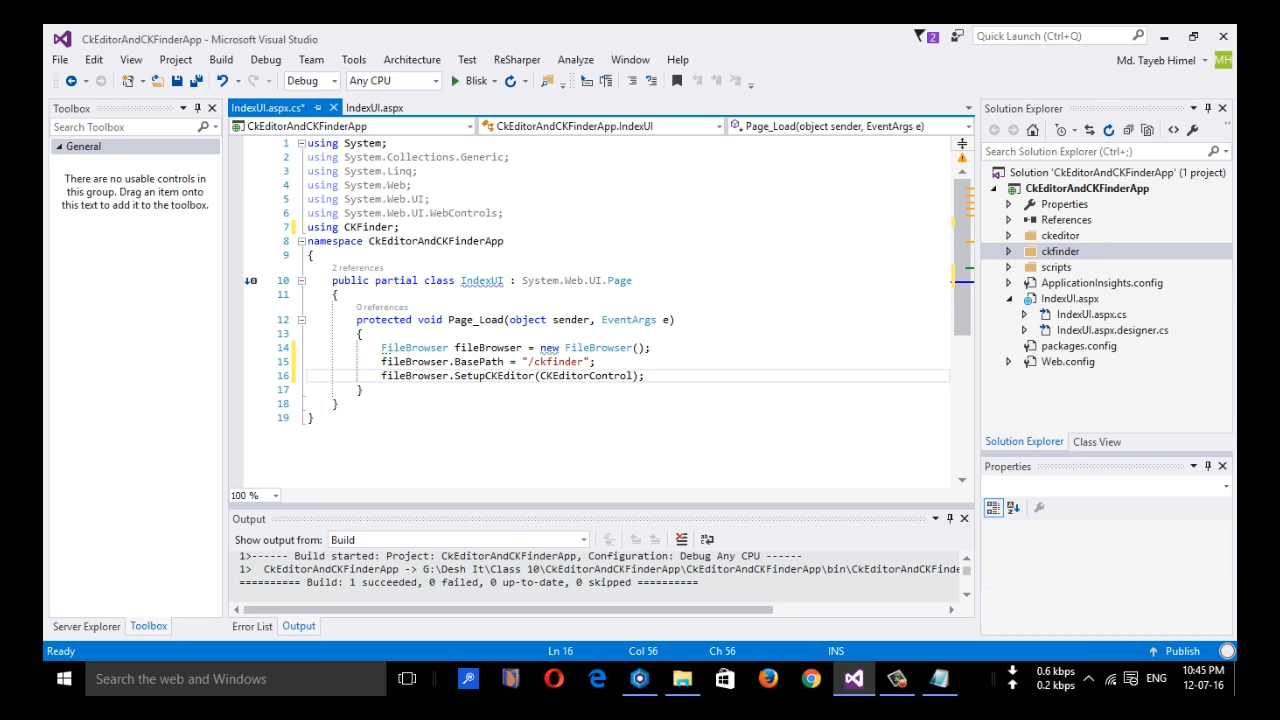 CkEditorAndCKFinderApp - Microsoft Visual Studio
2
Quick Launch (Ctrl+Q)
File Edit View Project Build Debug Team Tools Architecture Test ReSharper Analyze Window Help
Md. Tayeb Himel
MH
Debug Any CPU Blisk
Toolbox
Search Toolbox
General
There are no usable controls in
this group. Drag an item onto
this text to add it to the toolbox.
IndexUI.aspx.cs* IndexUI.aspx
CkEditorAndCKFinderApp CkEditorAndCKFinderApp.IndexUI Page_Load(object sender, EventArgs e)
1 using System;
2 using System.Collections.Generic;
3 using System.Linq;
4 using System.Web;
5 using System.Web.UI;
6 using System.Web.UI.WebControls;
7 using CKFinder;
8 namespace CkEditorAndCKFinderApp
9 {
2 references
10 public partial class IndexUI : System.Web.UI.Page
11 {
0 references
12 protected void Page_Load(object sender, EventArgs e)
13 {
14 FileBrowser fileBrowser = new FileBrowser();
15 fileBrowser.BasePath = "/ckfinder";
16 fileBrowser.SetupCKEditor(CKEditorControl);
17 }
18 }
19 }
100 %
Output
Show output from: Build
1>------ Build started: Project: CkEditorAndCKFinderApp, Configuration: Debug Any CPU ------
1> CkEditorAndCKFinderApp -> G:\Desh It\Class 10\CkEditorAndCKFinderApp\CkEditorAndCKFinderApp\bin\CkEditorAndCKFinde
========== Build: 1 succeeded, 0 failed, 0 up-to-date, 0 skipped ==========
Server Explorer Toolbox
Error List Output
Solution Explorer
Search Solution Explorer (Ctrl+;)
Solution 'CkEditorAndCKFinderApp' (1 project)
CkEditorAndCKFinderApp
Properties
References
ckeditor
ckfinder
scripts
ApplicationInsights.config
IndexUI.aspx
IndexUI.aspx.cs
IndexUI.aspx.designer.cs
packages.config
Web.config
Solution Explorer Class View
Properties
Ready Ln 16 Col 56 Ch 56 INS Publish
Search the web and Windows
0.6 kbps
0.2 kbps
ENG
10:45 PM
12-07-16